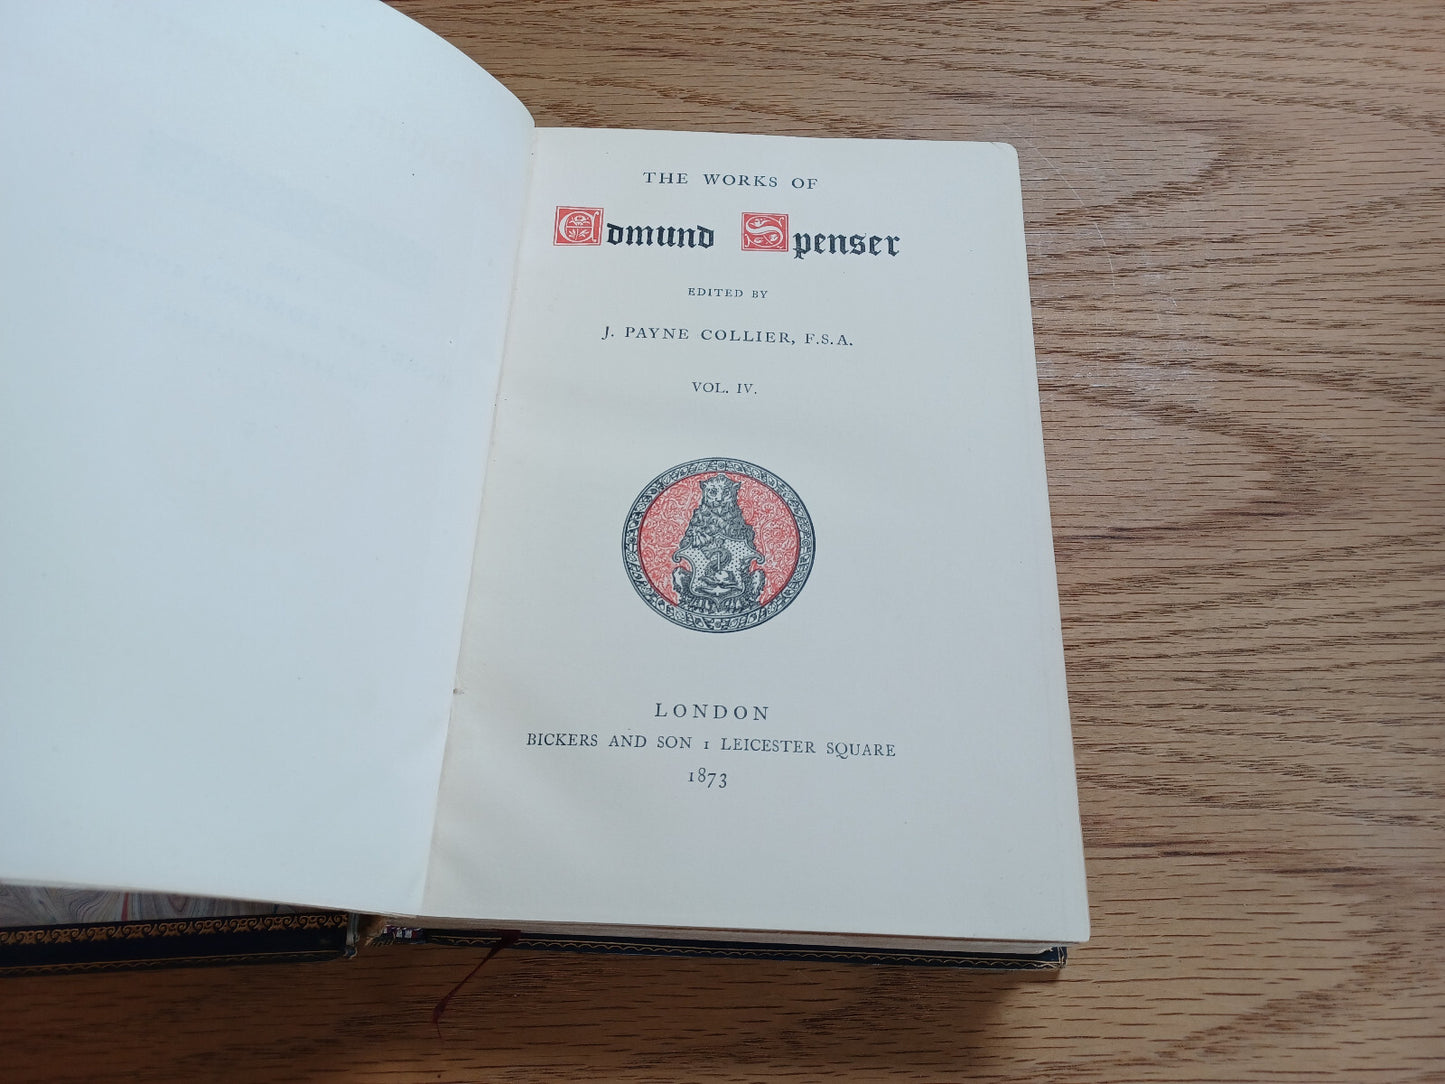 THE WORKS OF
Edmund Spenser
EDITED BY
J. PAYNE COLLIER, F.S.A.
VOL. IV.
LONDON
BICKERS AND SON 1 LEICESTER SQUARE
1873